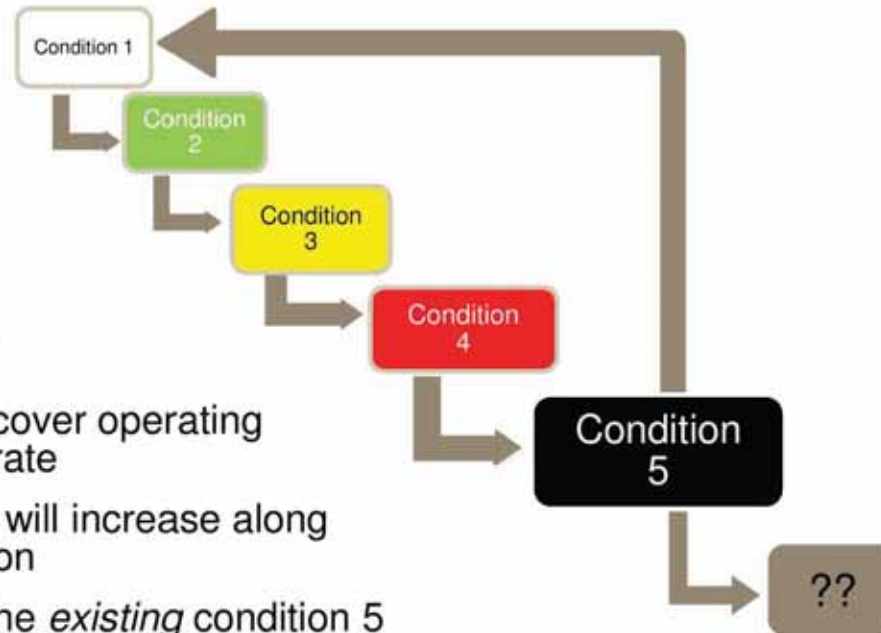 Condition 1
Condition
2
Condition
3
Condition
4
Condition
5
??
cover operating
rate
will increase along
on
he existing condition 5